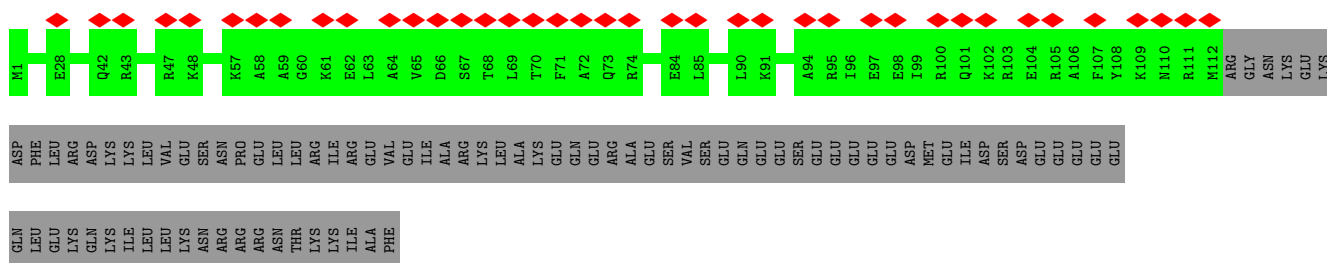 M1 E28 Q42 R43 R47 K48 K57 A58 A59 G60 K61 E62 L63 A64 V65 D66 S67 T68 L69 T70 F71 A72 Q73 R74 E84 L85 L90 K91 A94 R95 I96 E97 E98 I99 R100 Q101 K102 R103 E104 R105 A106 F107 Y108 K109 N110 R111 M112 ARG GLY ASN LYS GLU LYS
ASP PHE LEU ARG ASP LYS LYS LEU VAL GLU SER ASN PRO GLU LEU LEU ARG ILE ARG GLU VAL GLU ILE ALA ARG LYS LEU ALA LYS GLU GLN GLU ARG ALA GLU SER VAL SER GLU GLN GLU GLU SER GLU GLU GLU GLU GLU ASP MET GLU ILE ASP SER ASP GLU GLU GLU GLU GLU
GLN LEU GLU LYS GLN LYS ILE LEU LEU LYS ASN ARG ARG ARG ASN THR LYS LYS ILE ALA PHE